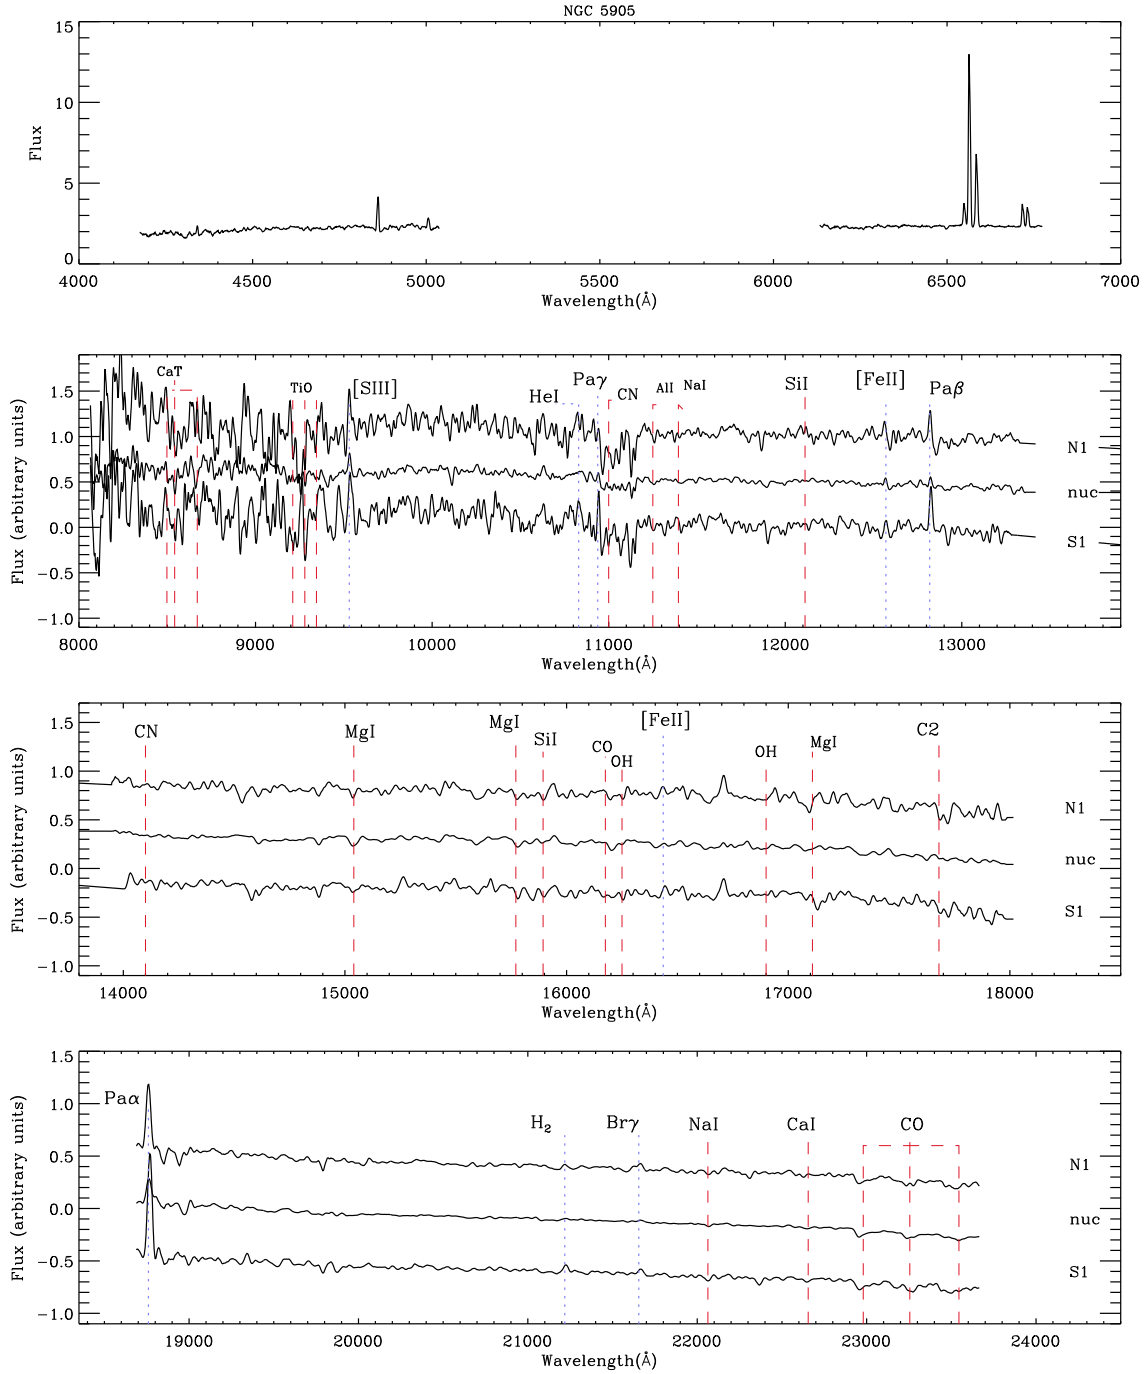 NGC 5905
15
10
5
0
Flux
4000 4500 5000 5500 6000 6500 7000
Wavelength(Å)
CaT
TiO
[SIII]
HeI
Paγ
CN
AlI
NaI
SiI
[FeII]
Paβ
1.5
1.0
0.5
0.0
−0.5
−1.0
Flux (arbitrary units)
N1
nuc
S1
8000 9000 10000 11000 12000 13000
Wavelength(Å)
CN
MgI
MgI
SiI
CO
OH
[FeII]
OH
MgI
C2
1.5
1.0
0.5
0.0
−0.5
−1.0
Flux (arbitrary units)
N1
nuc
S1
14000 15000 16000 17000 18000
Wavelength(Å)
Paα
H2
Brγ
NaI
CaI
CO
1.5
1.0
0.5
0.0
−0.5
−1.0
Flux (arbitrary units)
N1
nuc
S1
19000 20000 21000 22000 23000 24000
Wavelength(Å)